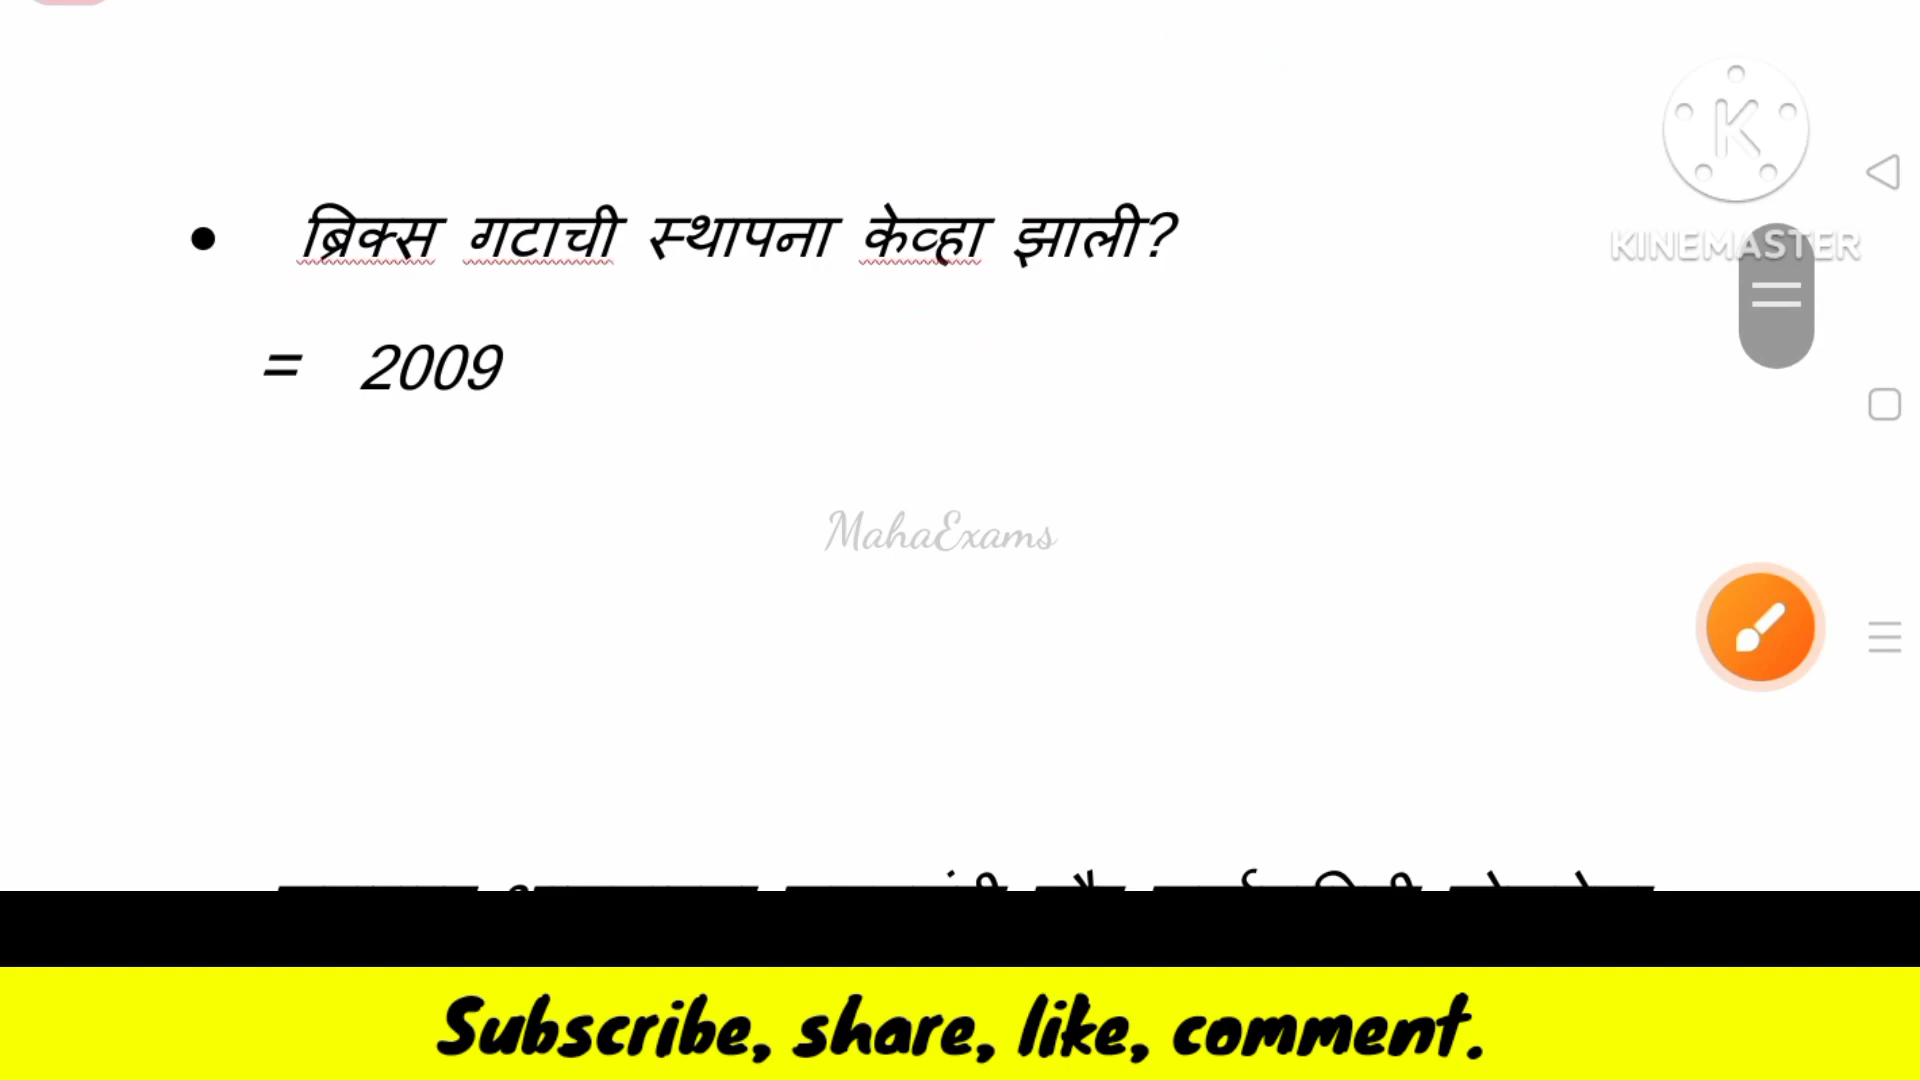 ब्रिक्स गटाची स्थापना केव्हा झाली?
= 2009
KINEMASTER
MahaExams
Subscribe, share, like, comment.